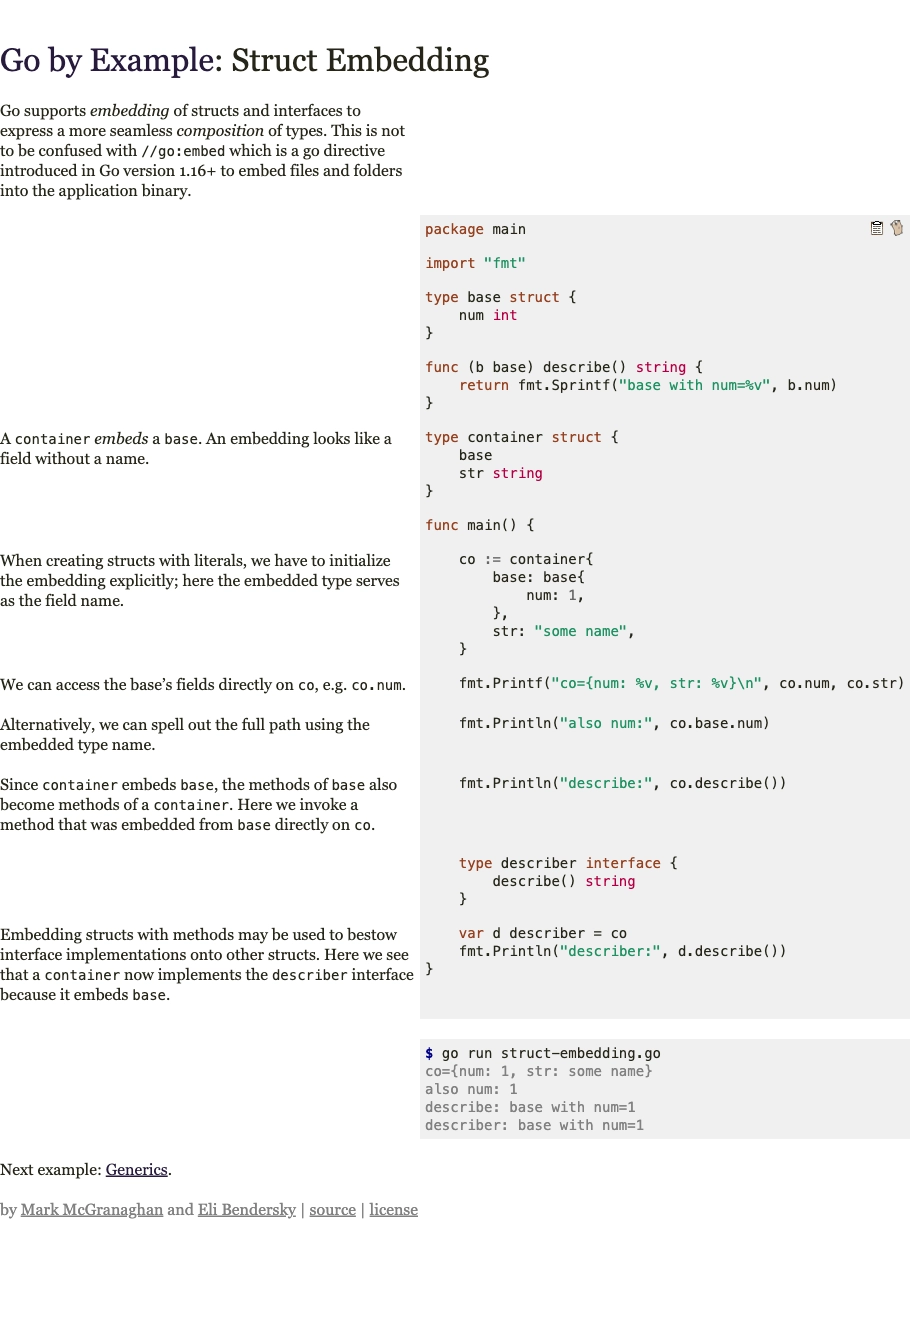 Go by Example: Struct Embedding
Go supports embedding of structs and interfaces to
express a more seamless composition of types. This is not
to be confused with //go:embed which is a go directive
introduced in Go version 1.16+ to embed files and folders
into the application binary.
package main
import "fmt"
type base struct {
    num int
}
func (b base) describe() string {
    return fmt.Sprintf("base with num=%v", b.num)
}
A container embeds a base. An embedding looks like a
field without a name.
type container struct {
    base
    str string
}
func main() {
When creating structs with literals, we have to initialize
the embedding explicitly; here the embedded type serves
as the field name.
    co := container{
        base: base{
            num: 1,
        },
        str: "some name",
    }
We can access the base’s fields directly on co, e.g. co.num.
    fmt.Printf("co={num: %v, str: %v}\n", co.num, co.str)
Alternatively, we can spell out the full path using the
embedded type name.
    fmt.Println("also num:", co.base.num)
Since container embeds base, the methods of base also
become methods of a container. Here we invoke a
method that was embedded from base directly on co.
    fmt.Println("describe:", co.describe())
    type describer interface {
        describe() string
    }
Embedding structs with methods may be used to bestow
interface implementations onto other structs. Here we see
that a container now implements the describer interface
because it embeds base.
    var d describer = co
    fmt.Println("describer:", d.describe())
}
$ go run struct-embedding.go
co={num: 1, str: some name}
also num: 1
describe: base with num=1
describer: base with num=1
Next example: Generics.
by Mark McGranaghan and Eli Bendersky | source | license